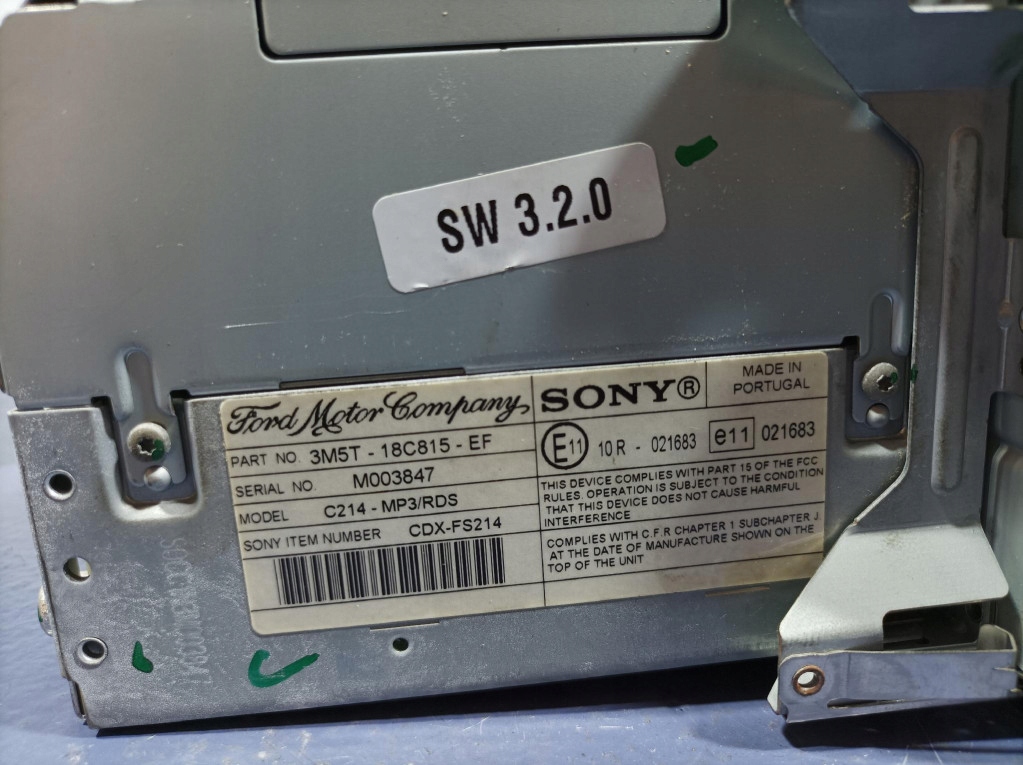 SW 3.2.0
Ford Motor Company
PART NO. 3M5T - 18C815 - EF
SERIAL NO. M003847
MODEL C214 - MP3/RDS
SONY ITEM NUMBER CDX-FS214
SONY®
MADE IN
PORTUGAL
E11 10 R - 021683 e11 021683
THIS DEVICE COMPLIES WITH PART 15 OF THE FCC
RULES. OPERATION IS SUBJECT TO THE CONDITION
THAT THIS DEVICE DOES NOT CAUSE HARMFUL
INTERFERENCE
COMPLIES WITH C.F.R CHAPTER 1 SUBCHAPTER J.
AT THE DATE OF MANUFACTURE SHOWN ON THE
TOP OF THE UNIT